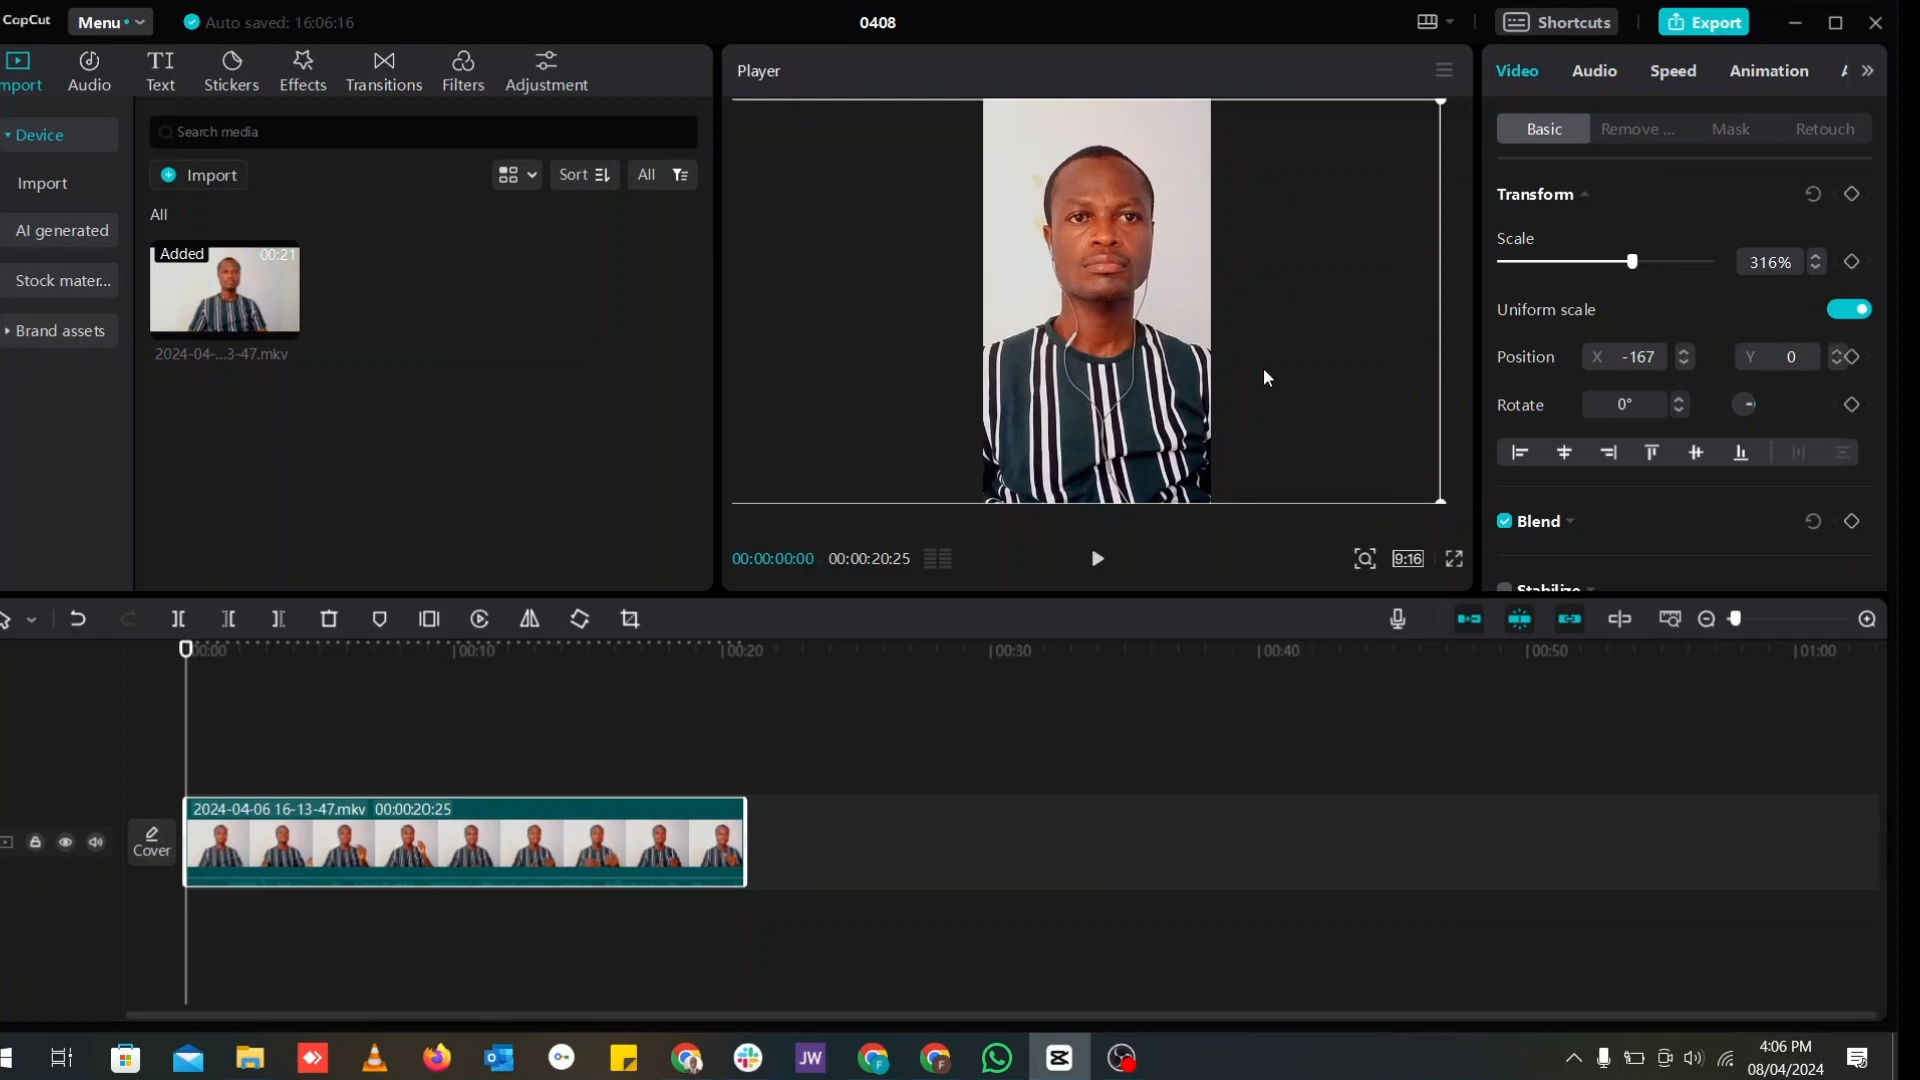 CapCut
Menu
Auto saved: 16:06:16
0408
Shortcuts
Export
mport
Audio
Text
Stickers
Effects
Transitions
Filters
Adjustment
Player
Video
Audio
Speed
Animation
Device
Search media
Import
Import
Sort
All
AI generated
All
Stock mater...
Added
00:21
Brand assets
2024-04-...3-47.mkv
Basic
Remove ...
Mask
Retouch
Transform
Scale
316%
Uniform scale
Position
X -167
Y 0
Rotate
0°
Blend
Stabilize
00:00:00:00 / 00:00:20:25
9:16
00:00
00:10
00:20
00:30
00:40
00:50
01:00
2024-04-06 16-13-47.mkv 00:00:20:25
Cover
JW
F
F
4:06 PM
08/04/2024